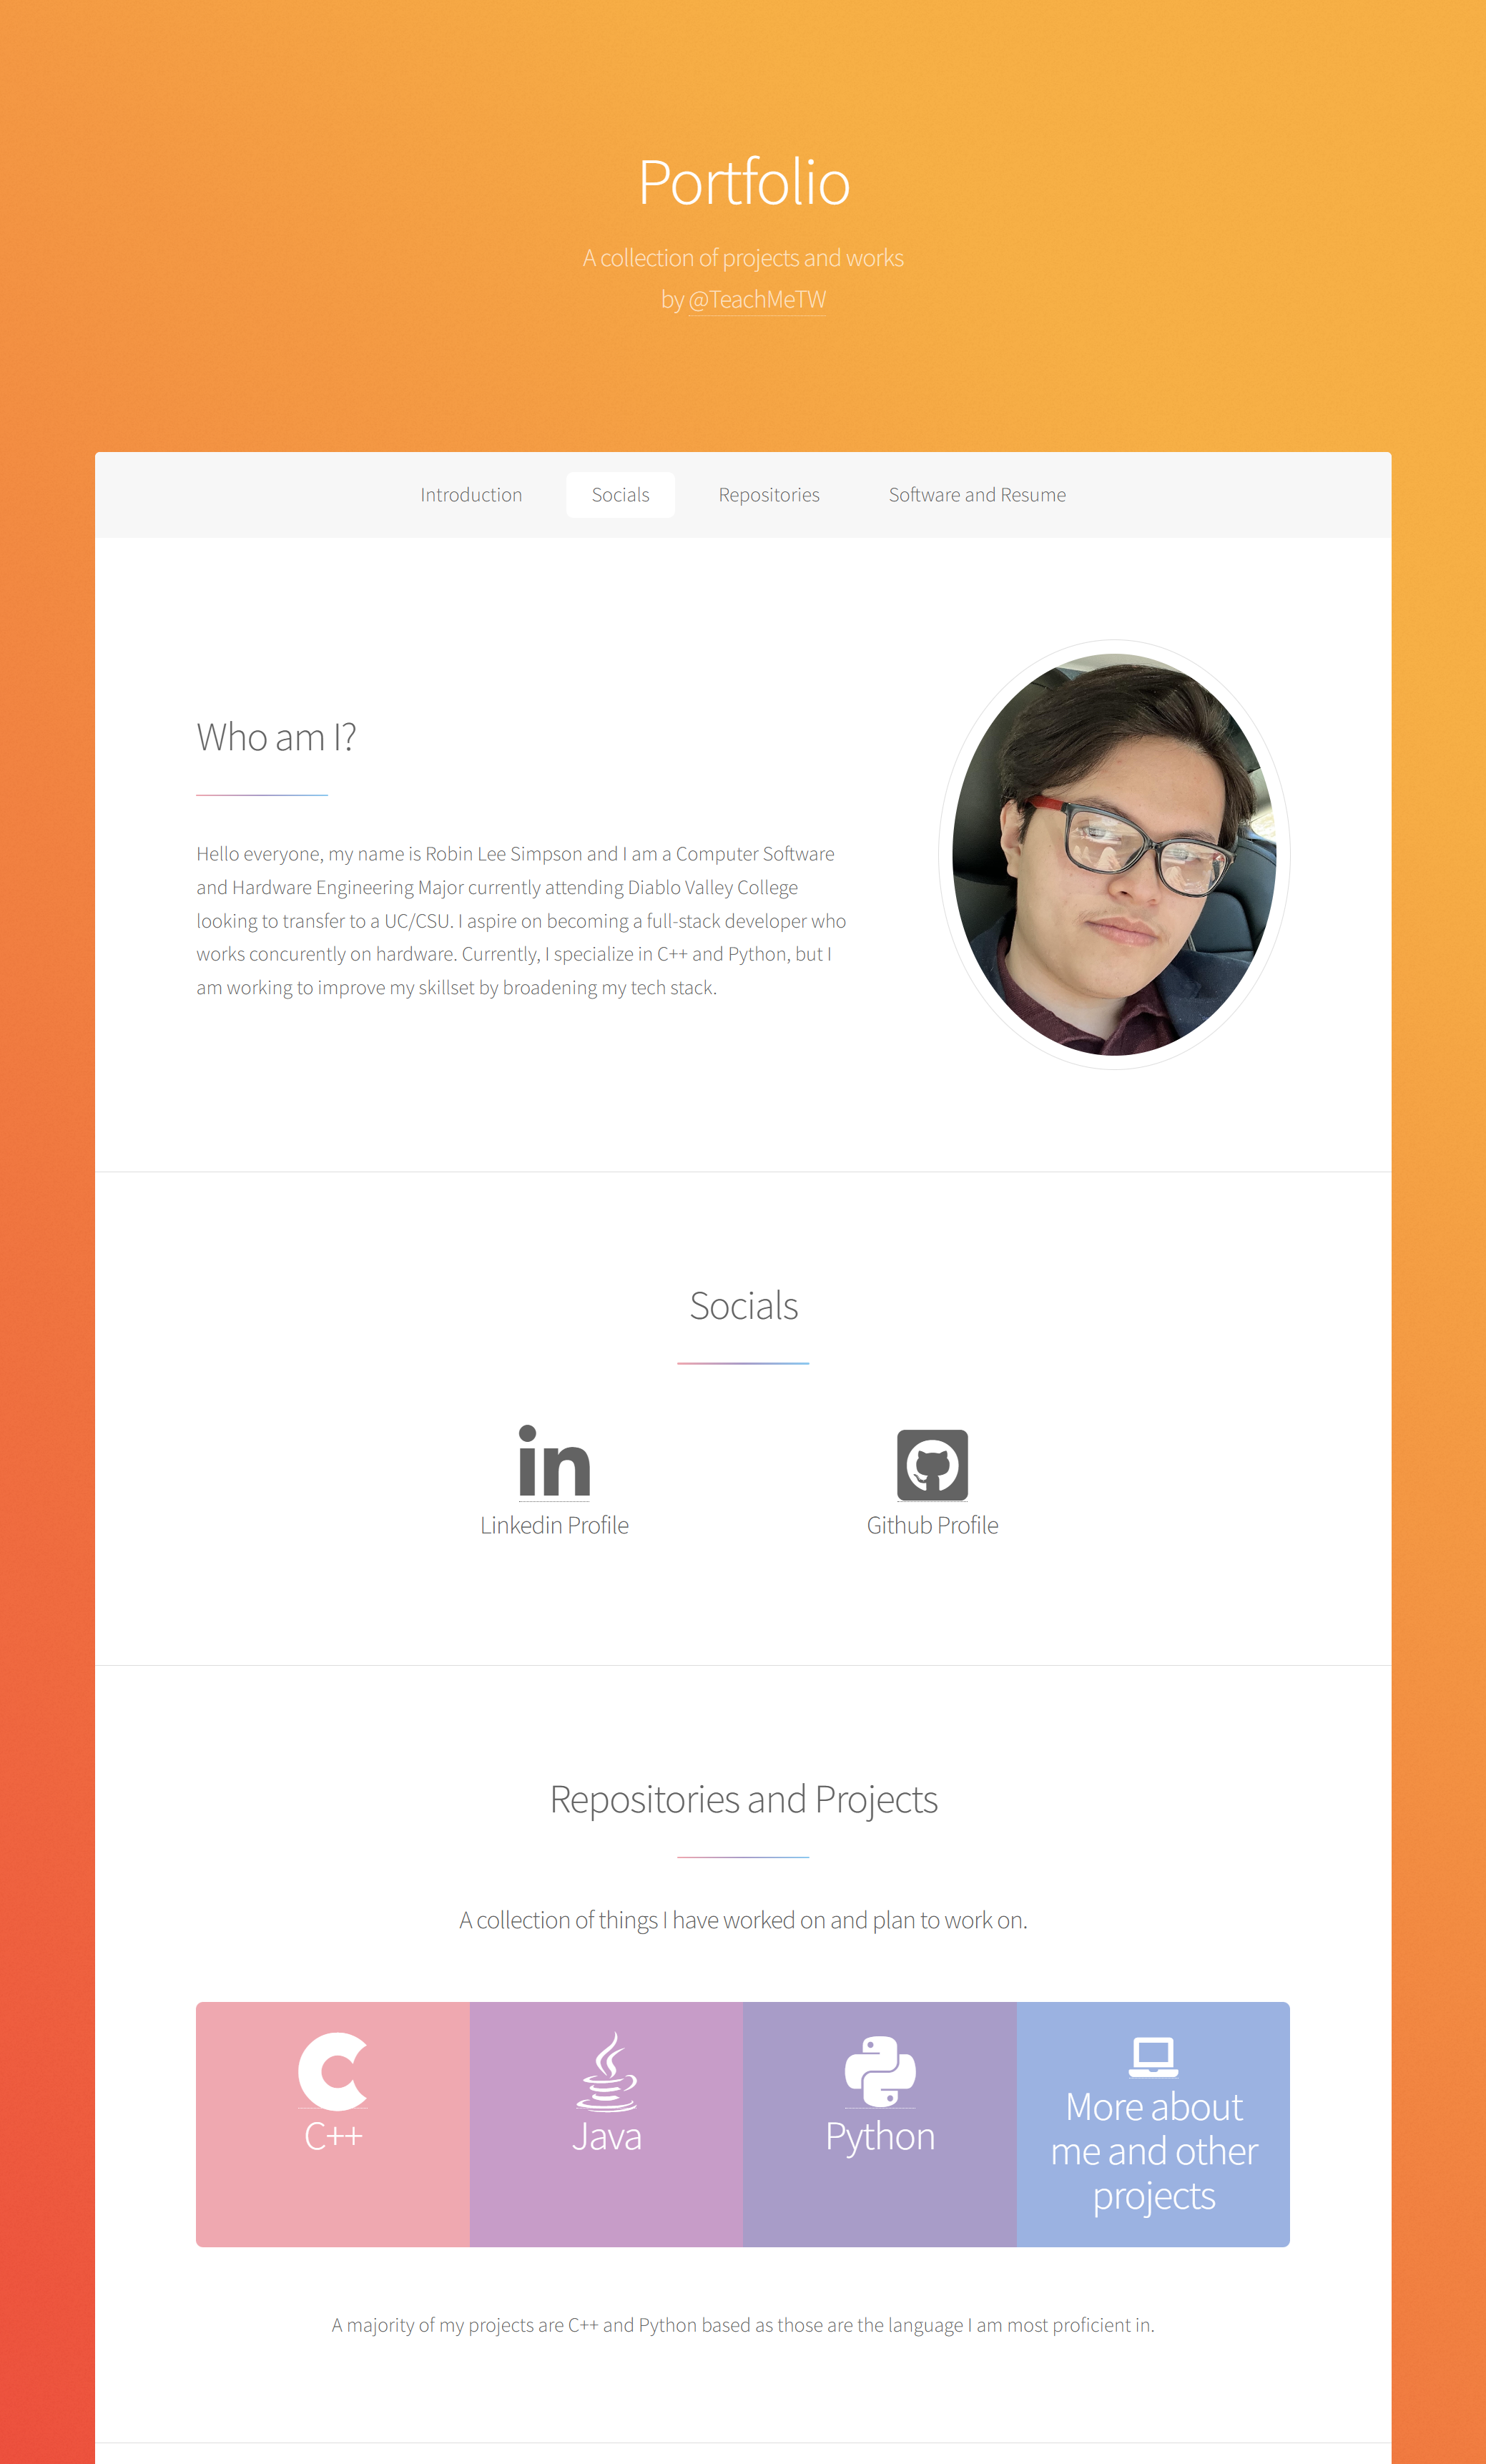 Portfolio
A collection of projects and works
by @TeachMeTW
Introduction
Socials
Repositories
Software and Resume
Who am I?
Hello everyone, my name is Robin Lee Simpson and I am a Computer Software
and Hardware Engineering Major currently attending Diablo Valley College
looking to transfer to a UC/CSU. I aspire on becoming a full-stack developer who
works concurently on hardware. Currently, I specialize in C++ and Python, but I
am working to improve my skillset by broadening my tech stack.
Socials
in
Linkedin Profile
Github Profile
Repositories and Projects
A collection of things I have worked on and plan to work on.
C
C++
Java
Python
More about
me and other
projects
A majority of my projects are C++ and Python based as those are the language I am most proficient in.